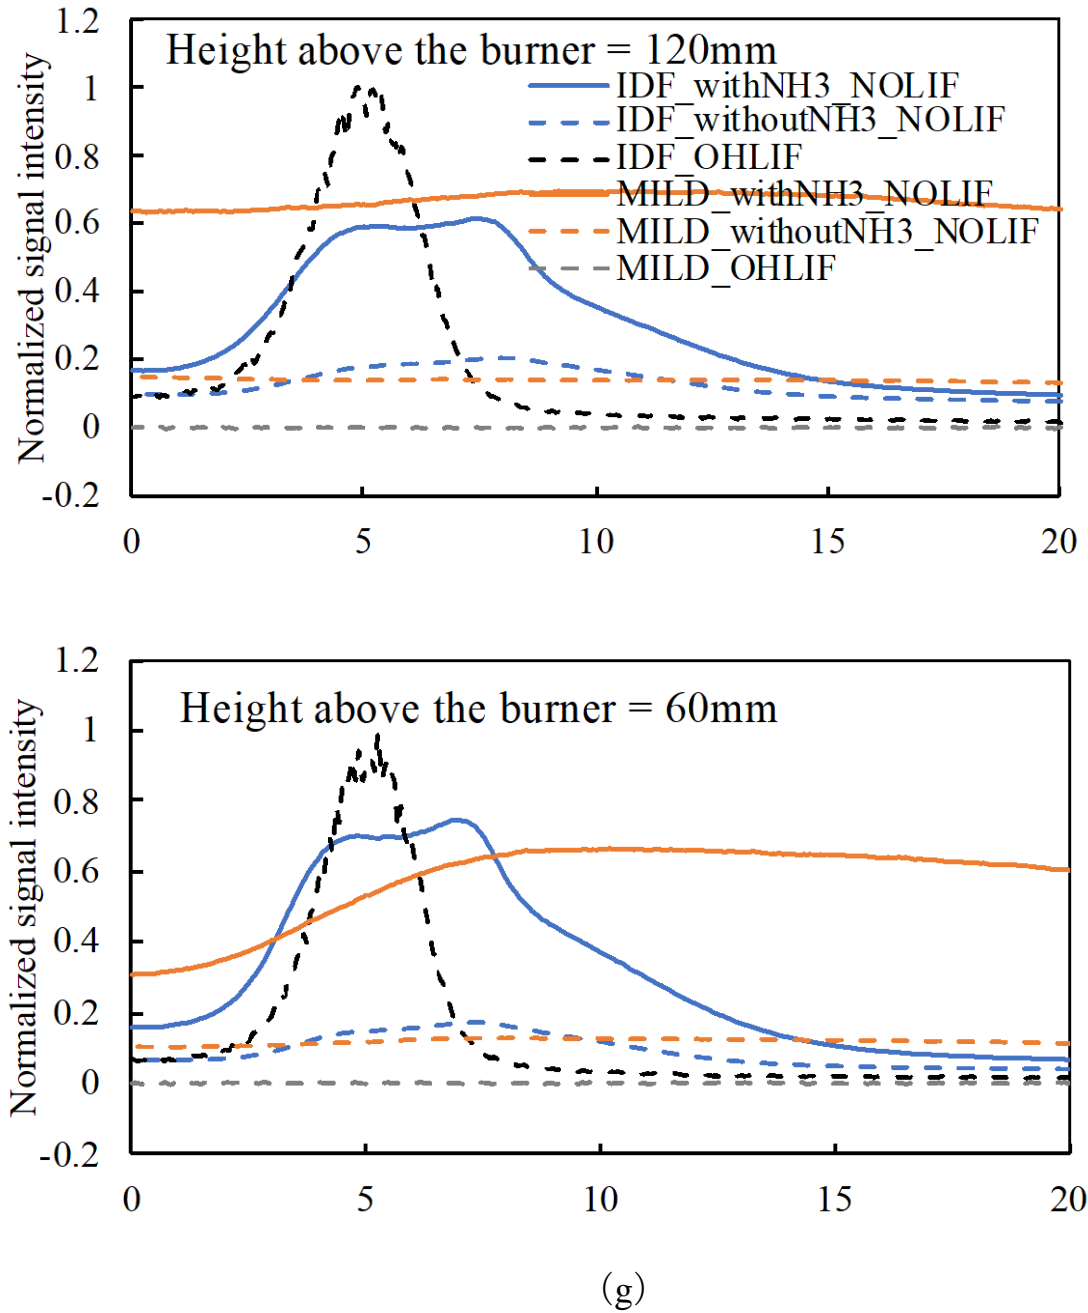 1.2
Height above the burner = 120mm
1
IDF_withNH3_NOLIF
IDF_withoutNH3_NOLIF
0.8
IDF_OHLIF
MILD_withNH3_NOLIF
0.6
MILD_withoutNH3_NOLIF
MILD_OHLIF
0.4
0.2
0
-0.2
Normalized signal intensity
0 5 10 15 20
1.2
Height above the burner = 60mm
1
0.8
0.6
0.4
0.2
0
-0.2
Normalized signal intensity
0 5 10 15 20
(g)